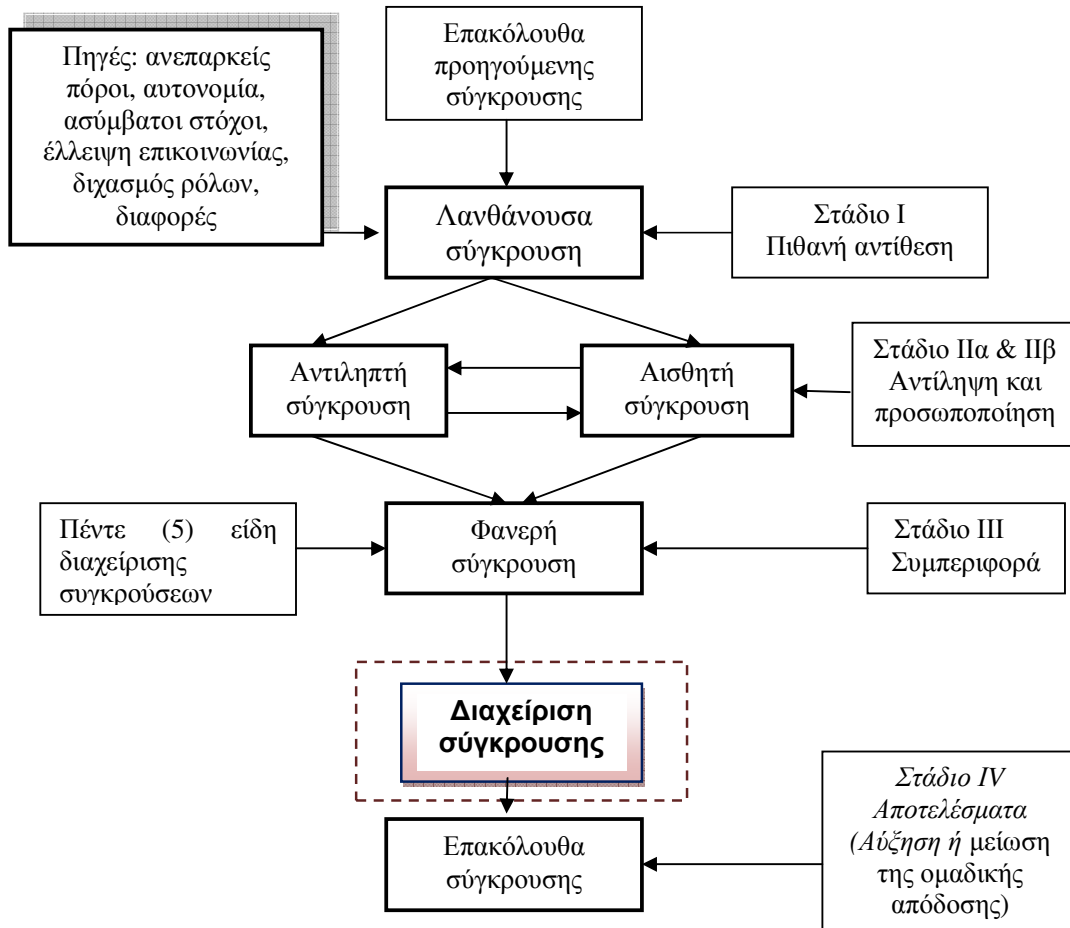 Πηγές: ανεπαρκείς
πόροι, αυτονομία,
ασύμβατοι στόχοι,
έλλειψη επικοινωνίας,
διχασμός ρόλων,
διαφορές
Επακόλουθα
προηγούμενης
σύγκρουσης
Λανθάνουσα
σύγκρουση
Στάδιο Ι
Πιθανή αντίθεση
Αντιληπτή
σύγκρουση
Αισθητή
σύγκρουση
Στάδιο ΙΙα & ΙΙβ
Αντίληψη και
προσωποποίηση
Πέντε (5) είδη
διαχείρισης
συγκρούσεων
Φανερή
σύγκρουση
Στάδιο ΙΙΙ
Συμπεριφορά
Διαχείριση
σύγκρουσης
Επακόλουθα
σύγκρουσης
Στάδιο IV
Αποτελέσματα
(Αύξηση ή μείωση
της ομαδικής
απόδοσης)